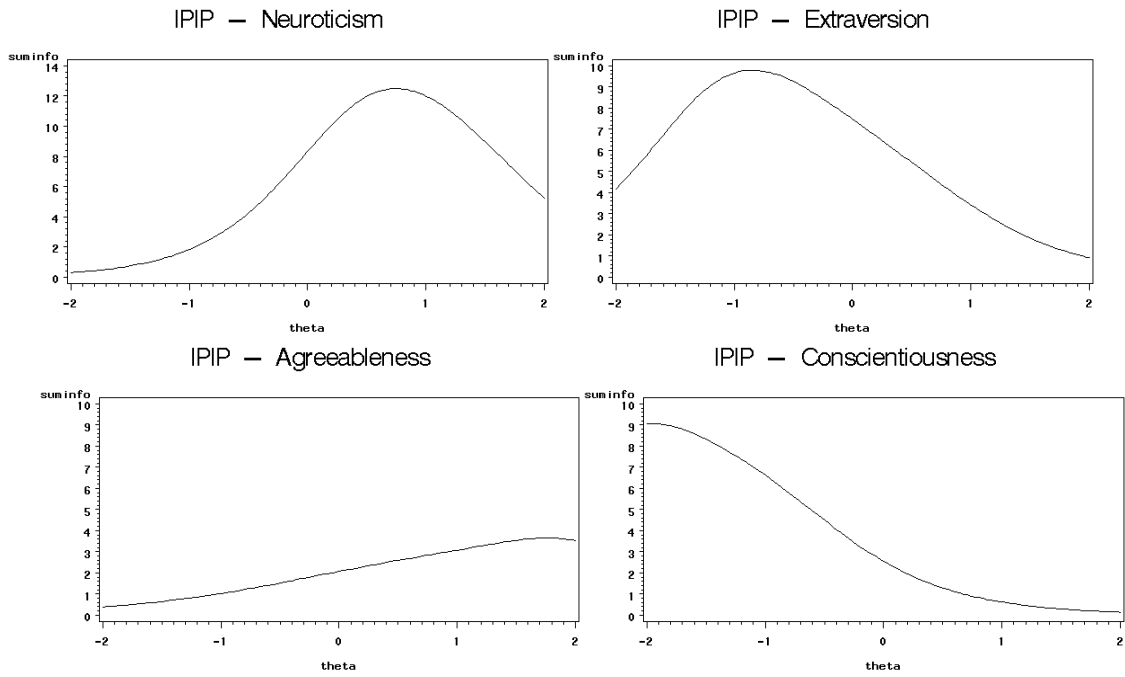 IPIP – Neuroticism
suminfo
14
12
10
8
6
4
2
0
-2 -1 0 1 2
theta
IPIP – Extraversion
suminfo
10
9
8
7
6
5
4
3
2
1
0
-2 -1 0 1 2
theta
IPIP – Agreeableness
suminfo
10
9
8
7
6
5
4
3
2
1
0
-2 -1 0 1 2
theta
IPIP – Conscientiousness
suminfo
10
9
8
7
6
5
4
3
2
1
0
-2 -1 0 1 2
theta